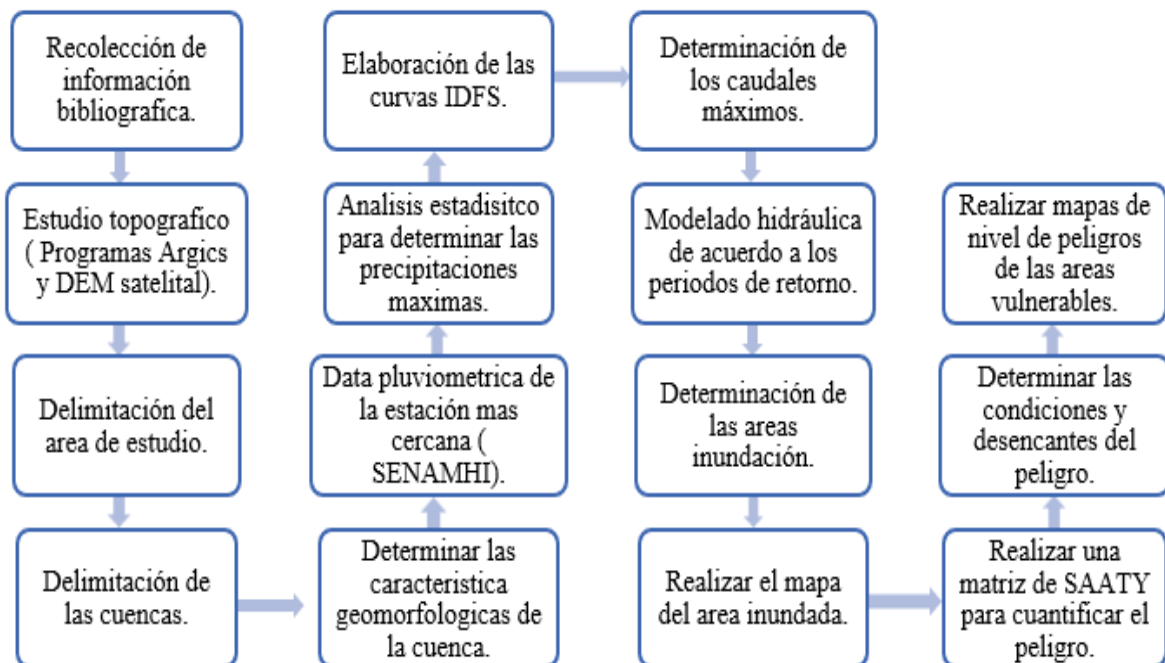 Recolección de
información
bibliografica.
Estudio topografico
( Programas Argics
y DEM satelital).
Delimitación del
area de estudio.
Delimitación de
las cuencas.
Determinar las
caracteristica
geomorfologicas de
la cuenca.
Data pluviometrica de
la estación mas
cercana (
SENAMHI).
Analisis estadisitco
para determinar las
precipitaciones
maximas.
Elaboración de las
curvas IDFS.
Determinación de
los caudales
máximos.
Modelado hidráulica
de acuerdo a los
periodos de retorno.
Determinación de
las areas
inundación.
Realizar el mapa
del area inundada.
Realizar una
matriz de SAATY
para cuantificar el
peligro.
Determinar las
condiciones y
desencantes del
peligro.
Realizar mapas de
nivel de peligros
de las areas
vulnerables.